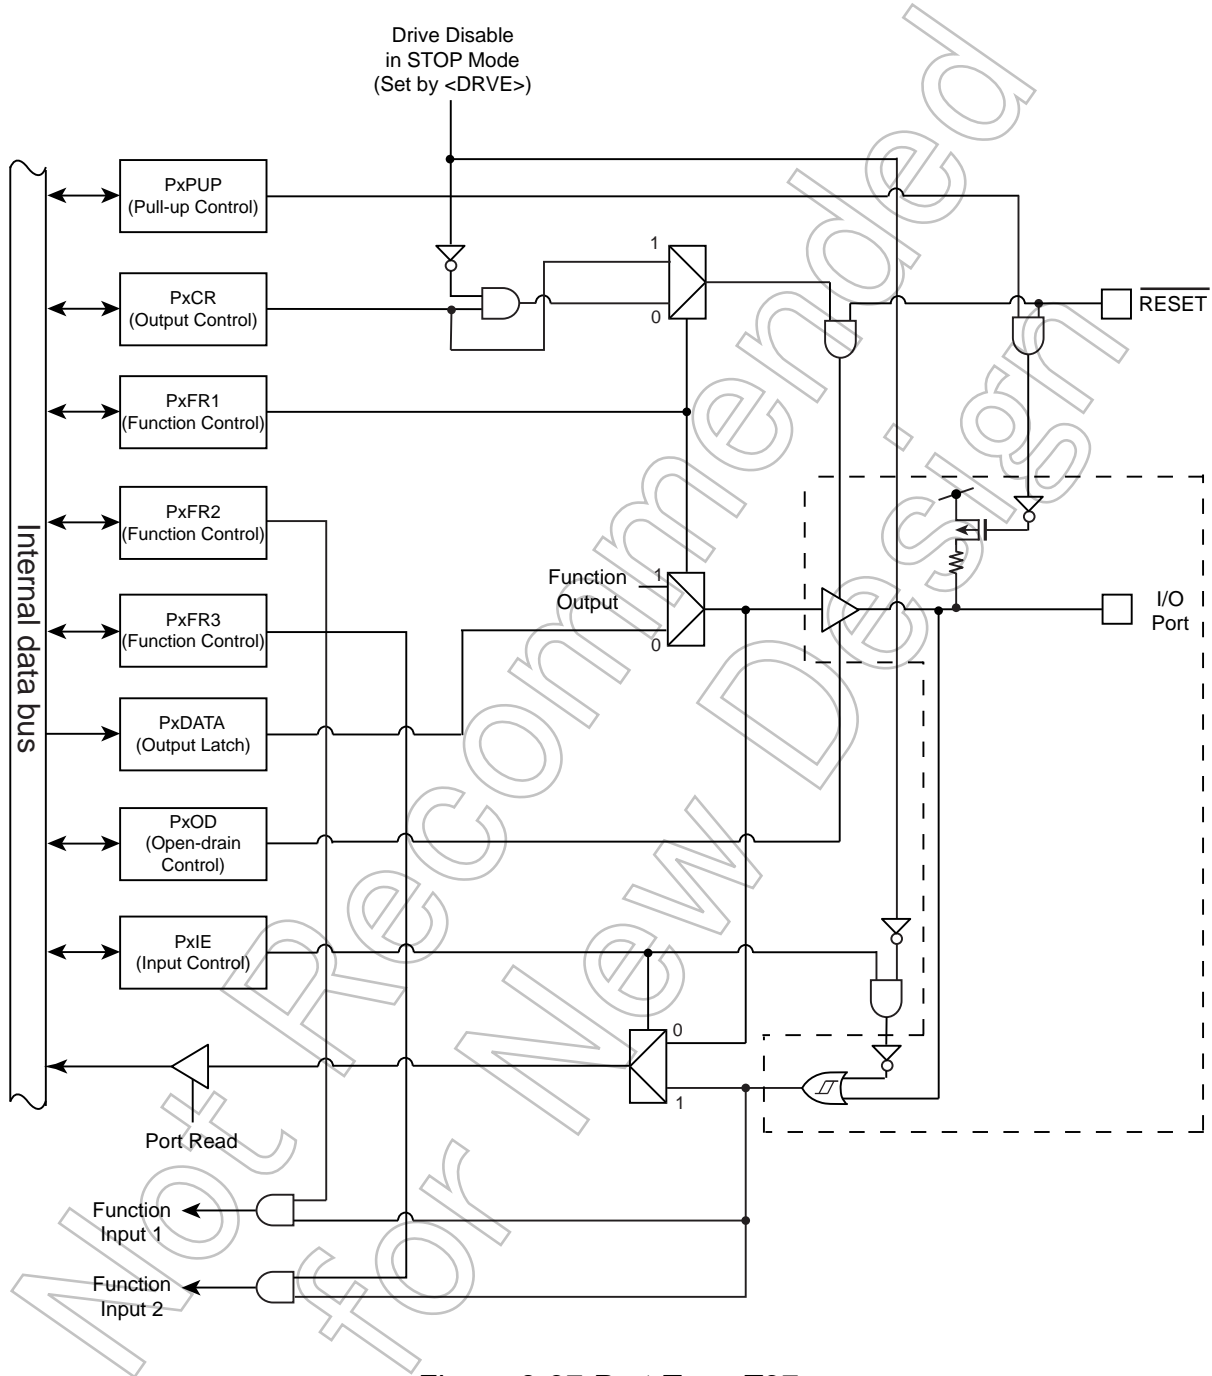 Drive Disable
in STOP Mode
(Set by <DRVE>)
PxPUP
(Pull-up Control)
1
PxCR
(Output Control)
0
RESET
PxFR1
(Function Control)
PxFR2
(Function Control)
Internal data bus
Function
Output
1
0
I/O
Port
PxFR3
(Function Control)
PxDATA
(Output Latch)
PxOD
(Open-drain
Control)
PxIE
(Input Control)
0
1
Port Read
Function
Input 1
Function
Input 2
Not Recommended
for New Design